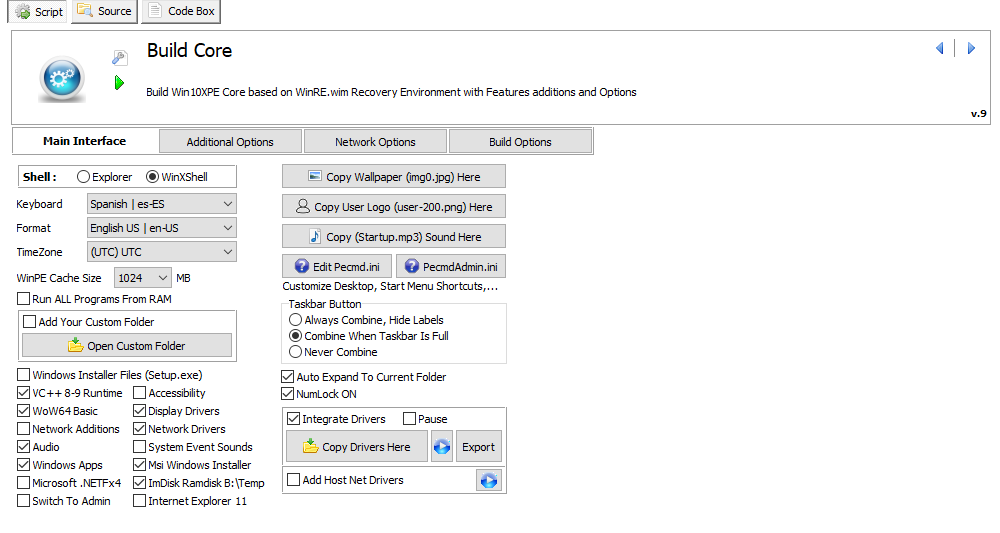 Script Source Code Box
Build Core
Build Win10XPE Core based on WinRE.wim Recovery Environment with Features additions and Options
v.9
Main Interface Additional Options Network Options Build Options
Shell : Explorer WinXShell
Keyboard Spanish | es-ES
Format English US | en-US
TimeZone (UTC) UTC
WinPE Cache Size 1024 MB
Run ALL Programs From RAM
Add Your Custom Folder
Open Custom Folder
Windows Installer Files (Setup.exe)
VC++ 8-9 Runtime Accessibility
WoW64 Basic Display Drivers
Network Additions Network Drivers
Audio System Event Sounds
Windows Apps Msi Windows Installer
Microsoft .NETFx4 ImDisk Ramdisk B:\Temp
Switch To Admin Internet Explorer 11
Copy Wallpaper (img0.jpg) Here
Copy User Logo (user-200.png) Here
Copy (Startup.mp3) Sound Here
Edit Pecmd.ini PecmdAdmin.ini
Customize Desktop, Start Menu Shortcuts,...
Taskbar Button
Always Combine, Hide Labels
Combine When Taskbar Is Full
Never Combine
Auto Expand To Current Folder
NumLock ON
Integrate Drivers Pause
Copy Drivers Here Export
Add Host Net Drivers